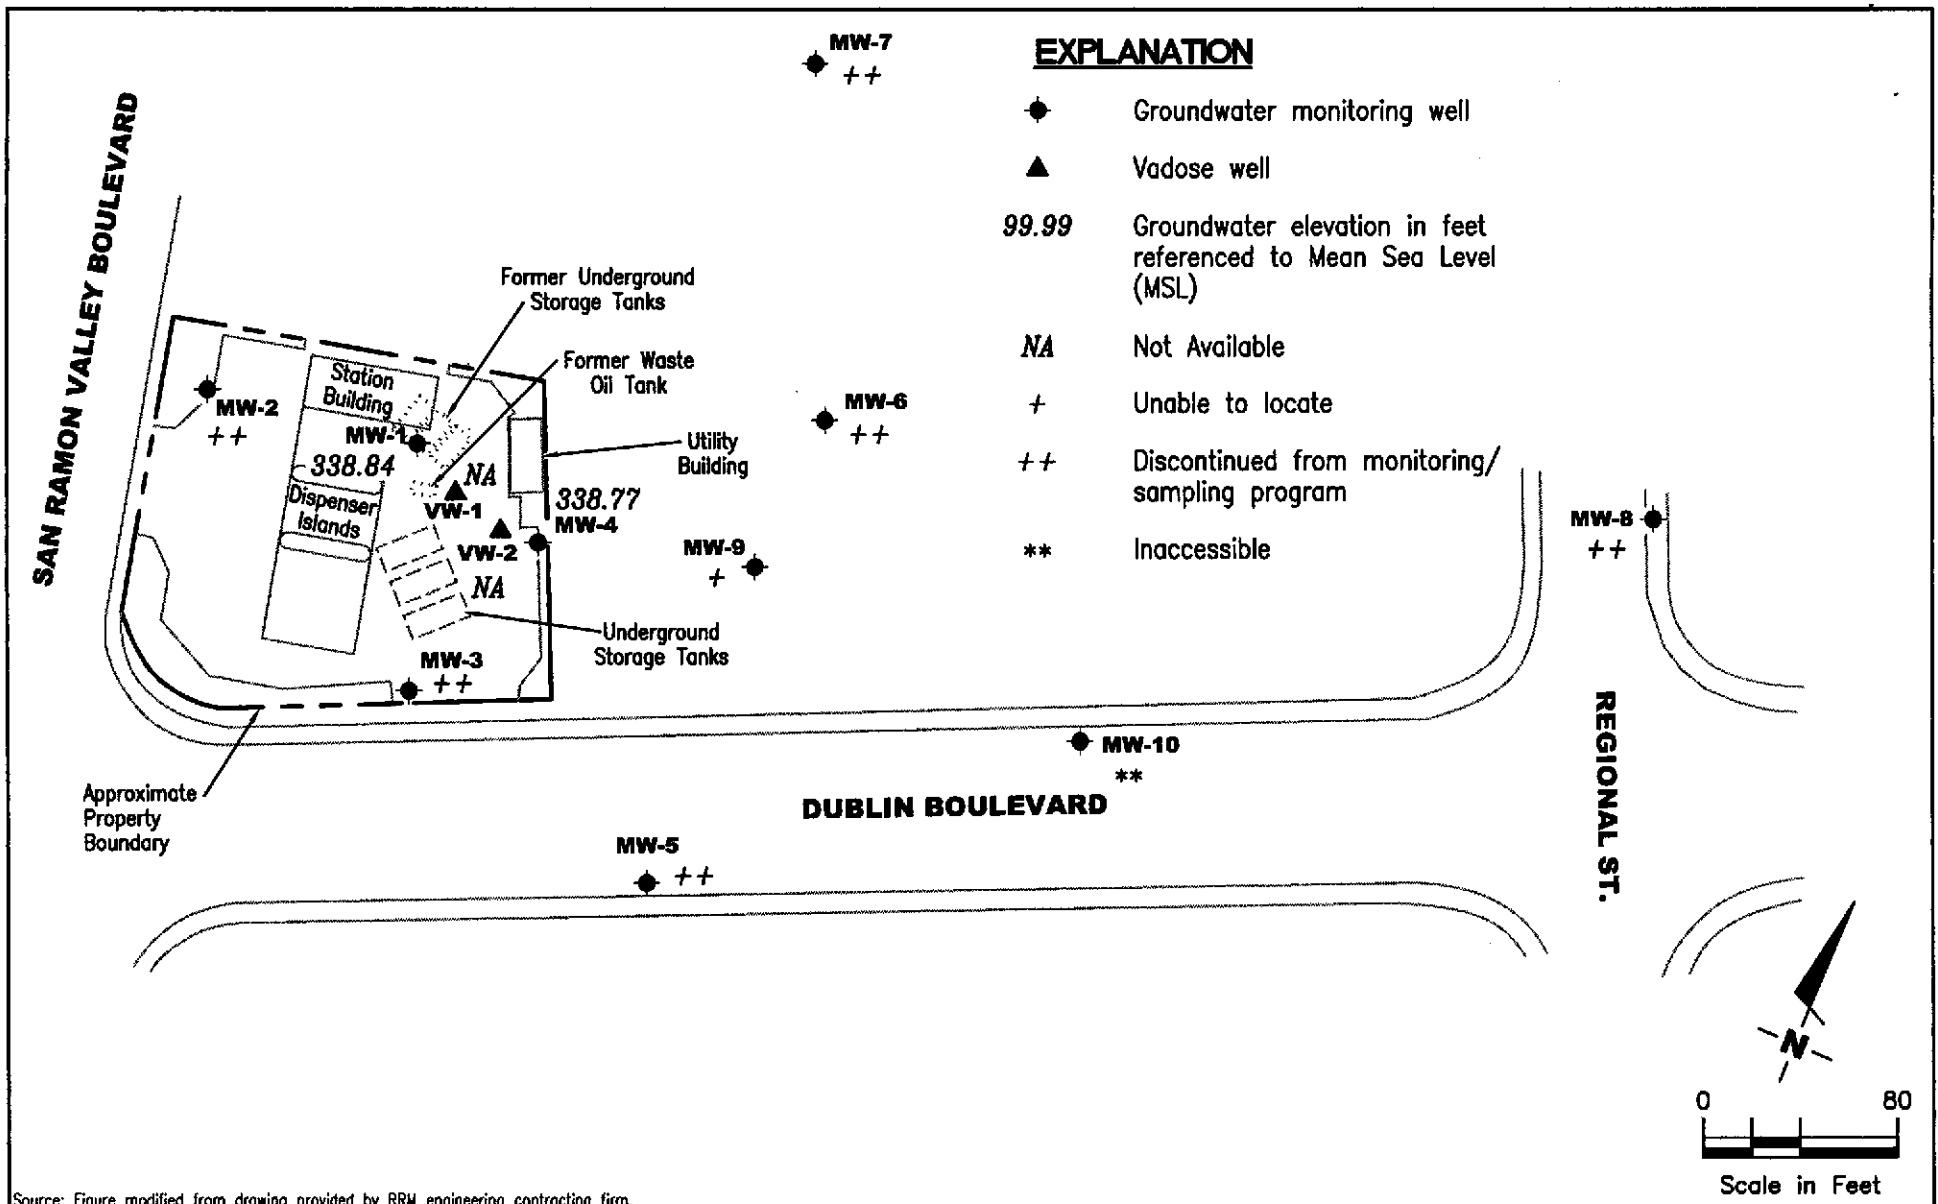 MW-7
++
EXPLANATION
Groundwater monitoring well
Vadose well
99.99 Groundwater elevation in feet
referenced to Mean Sea Level
(MSL)
NA Not Available
+ Unable to locate
++ Discontinued from monitoring/
sampling program
** Inaccessible
SAN RAMON VALLEY BOULEVARD
Former Underground
Storage Tanks
Former Waste
Oil Tank
Station
Building
MW-2
++
MW-1
338.84
NA
VW-1
Dispenser
Islands
Utility
Building
338.77
MW-4
VW-2
NA
MW-6
++
MW-9
+
MW-8
++
Underground
Storage Tanks
MW-3
++
Approximate
Property
Boundary
MW-10
**
DUBLIN BOULEVARD
MW-5
++
REGIONAL ST.
N
0 80
Scale in Feet
Source: Figure modified from drawing provided by RRM engineering contracting firm.